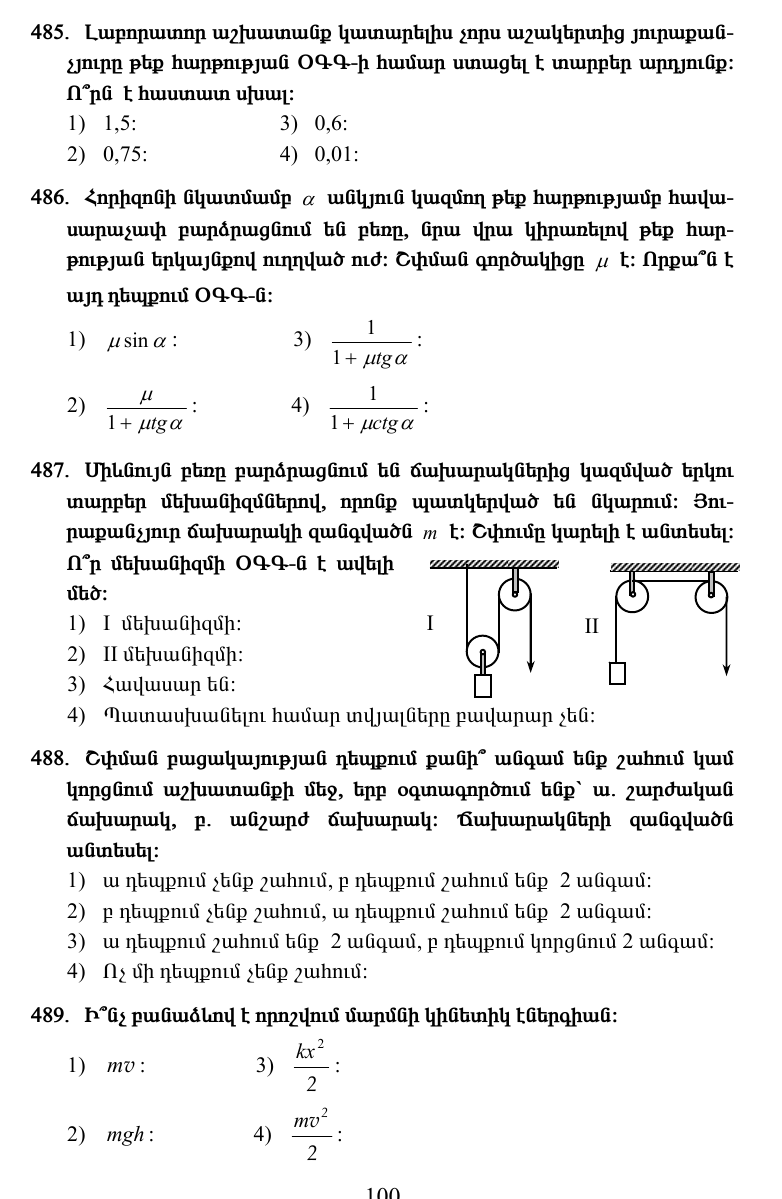 485. Լաբորատոր աշխատանք կատարելիս չորս աշակերտից յուրաքան-
չյուրը թեք հարթության ՕԳԳ-ի համար ստացել է տարբեր արդյունք:
Ո՞րն է հաստատ սխալ:
1) 1,5: 3) 0,6:
2) 0,75: 4) 0,01:
486. Հորիզոնի նկատմամբ α անկյուն կազմող թեք հարթությամբ հավա-
սարաչափ բարձրացնում են բեռը, նրա վրա կիրառելով թեք հար-
թության երկայնքով ուղղված ուժ: Շփման գործակիցը μ է: Որքա՞ն է
այդ դեպքում ՕԳԳ-ն:
1) μ sin α : 3) 1 / (1 + μtgα) :
2) μ / (1 + μtgα) : 4) 1 / (1 + μctgα) :
487. Միևնույն բեռը բարձրացնում են ճախարակներից կազմված երկու
տարբեր մեխանիզմներով, որոնք պատկերված են նկարում: Յու-
րաքանչյուր ճախարակի զանգվածն m է: Շփումը կարելի է անտեսել:
Ո՞ր մեխանիզմի ՕԳԳ-ն է ավելի
մեծ:
1) I մեխանիզմի:
2) II մեխանիզմի:
3) Հավասար են:
4) Պատասխանելու համար տվյալները բավարար չեն:
I
II
488. Շփման բացակայության դեպքում քանի՞ անգամ ենք շահում կամ
կորցնում աշխատանքի մեջ, երբ օգտագործում ենք՝ ա. շարժական
ճախարակ, բ. անշարժ ճախարակ: Ճախարակների զանգվածն
անտեսել:
1) ա դեպքում չենք շահում, բ դեպքում շահում ենք 2 անգամ:
2) բ դեպքում չենք շահում, ա դեպքում շահում ենք 2 անգամ:
3) ա դեպքում շահում ենք 2 անգամ, բ դեպքում կորցնում 2 անգամ:
4) Ոչ մի դեպքում չենք շահում:
489. Ի՞նչ բանաձևով է որոշվում մարմնի կինետիկ էներգիան:
1) mv : 3) kx² / 2 :
2) mgh : 4) mv² / 2 :
100